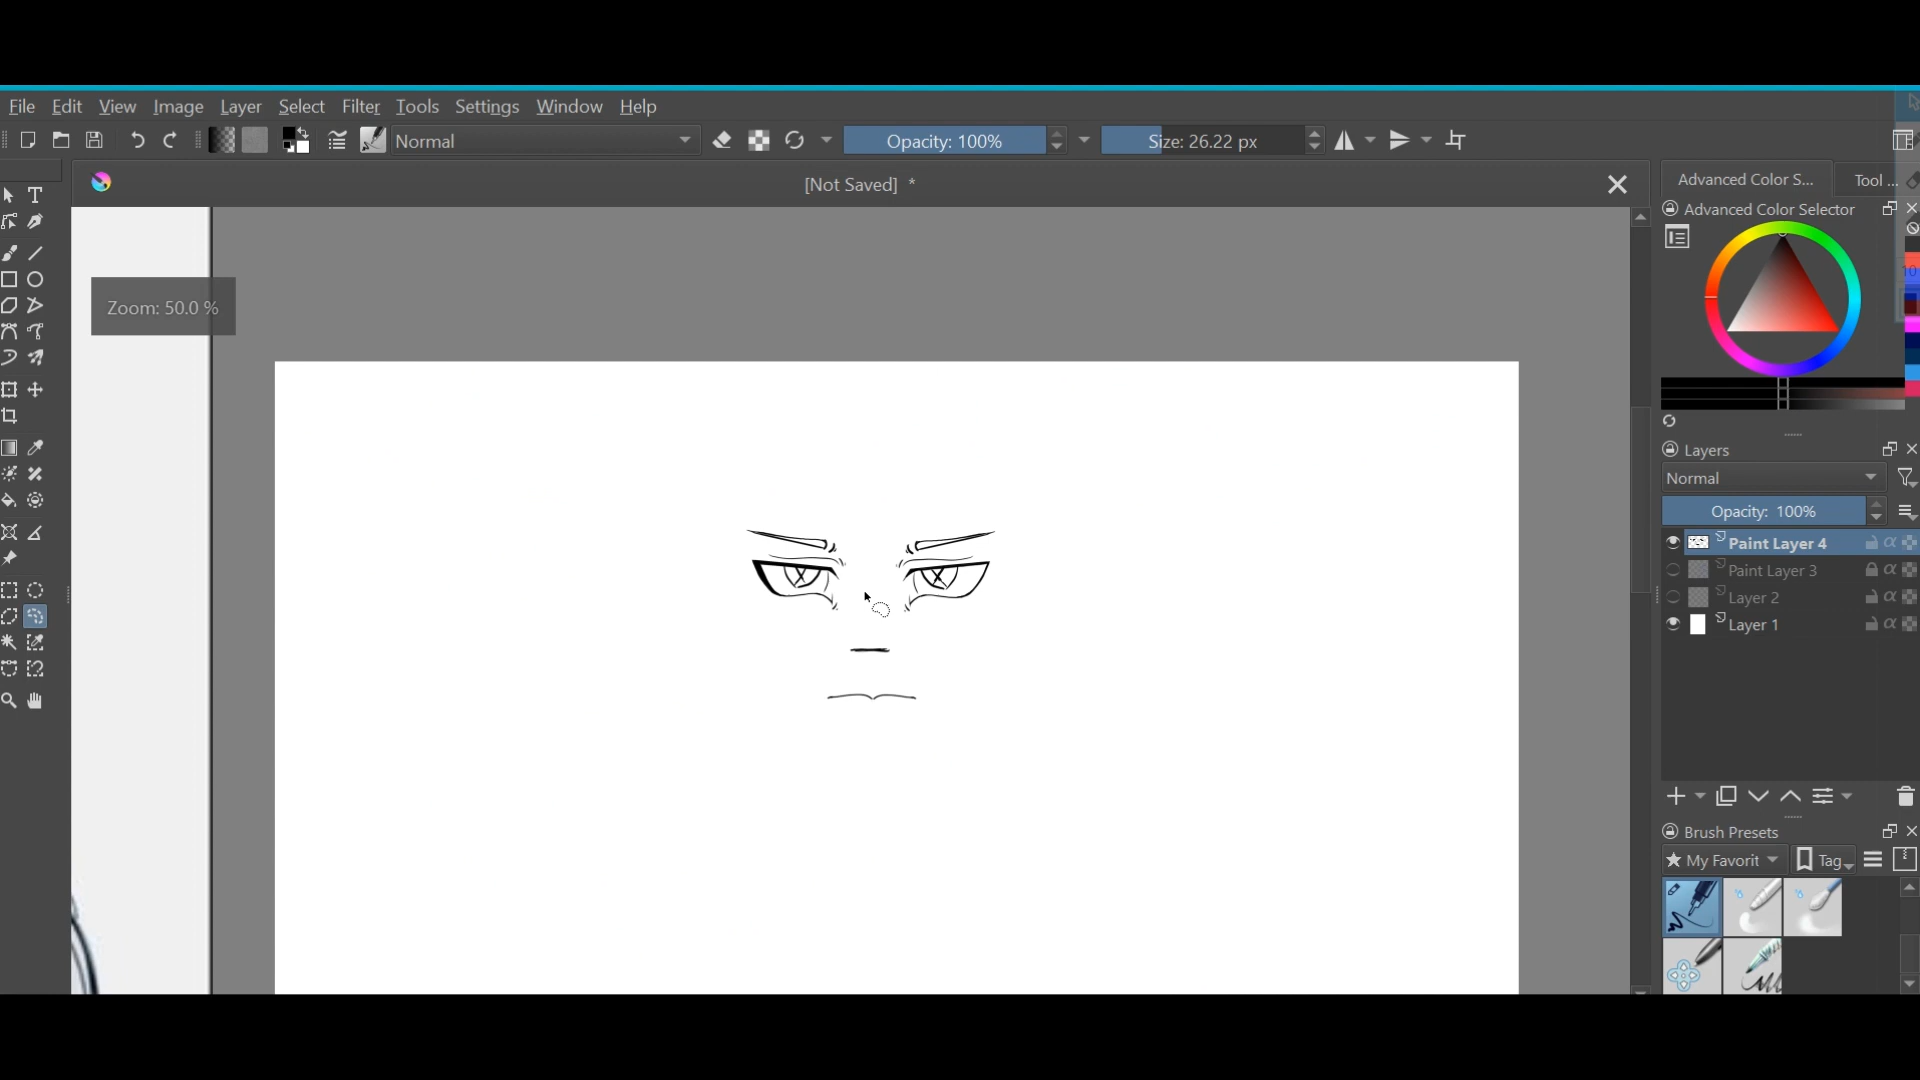 File Edit View Image Layer Select Filter Tools Settings Window Help
Normal Opacity: 100% Size: 26.22 px
[Not Saved] *
Zoom: 50.0 %
Advanced Color S... Tool ...
Advanced Color Selector
10
Layers
Normal
Opacity: 100%
Paint Layer 4
Paint Layer 3
Layer 2
Layer 1
Brush Presets
My Favorit Tag